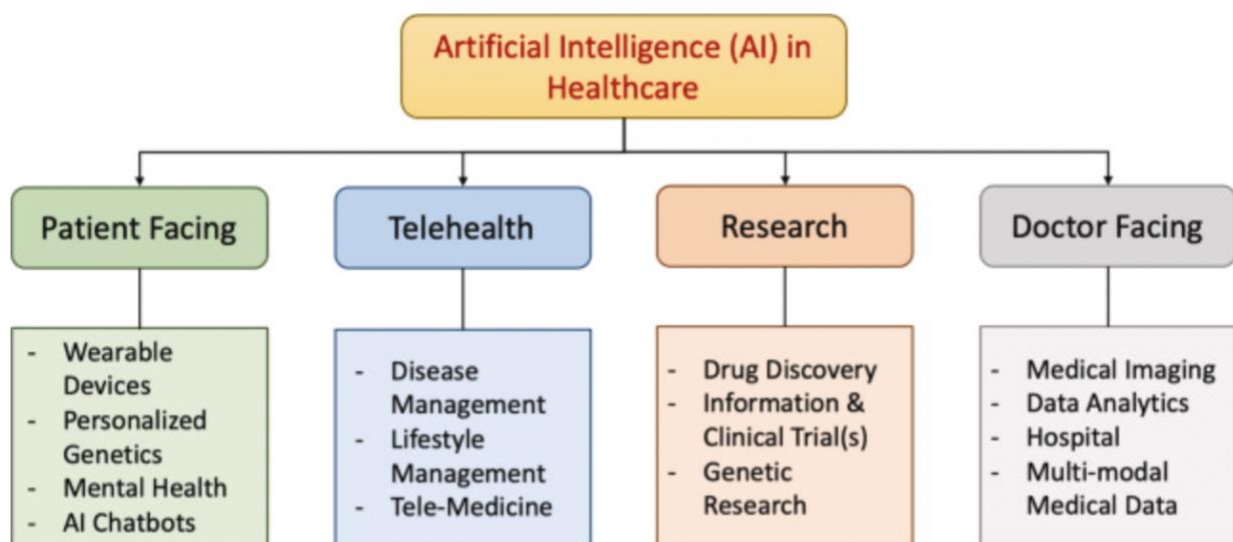 Artificial Intelligence (AI) in
Healthcare
Patient Facing
Telehealth
Research
Doctor Facing
- Wearable
Devices
- Personalized
Genetics
- Mental Health
- AI Chatbots
- Disease
Management
- Lifestyle
Management
- Tele-Medicine
- Drug Discovery
- Information &
Clinical Trial(s)
- Genetic
Research
- Medical Imaging
- Data Analytics
- Hospital
- Multi-modal
Medical Data